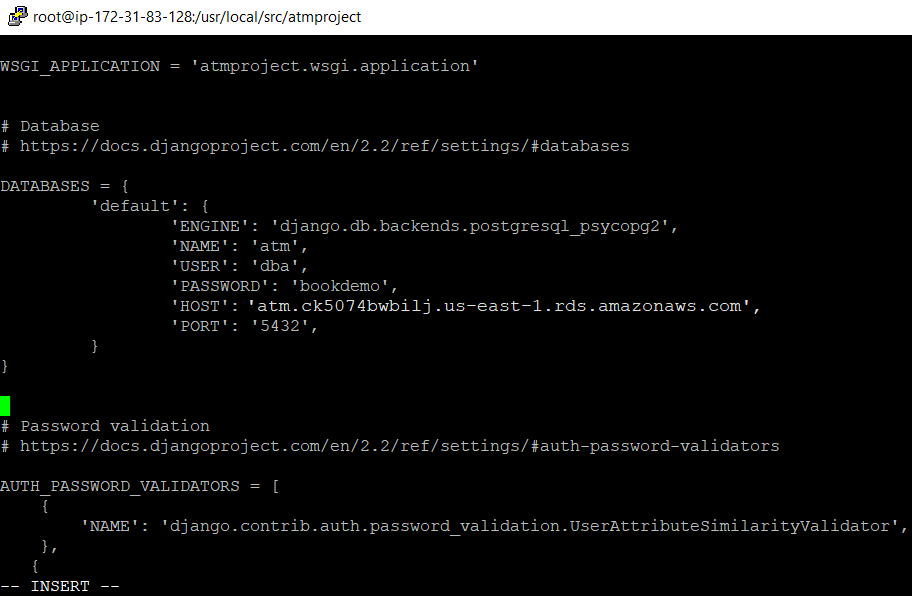 root@ip-172-31-83-128:/usr/local/src/atmproject
WSGI_APPLICATION = 'atmproject.wsgi.application'
# Database
# https://docs.djangoproject.com/en/2.2/ref/settings/#databases
DATABASES = {
        'default': {
                'ENGINE': 'django.db.backends.postgresql_psycopg2',
                'NAME': 'atm',
                'USER': 'dba',
                'PASSWORD': 'bookdemo',
                'HOST': 'atm.ck5074bwbilj.us-east-1.rds.amazonaws.com',
                'PORT': '5432',
        }
}
# Password validation
# https://docs.djangoproject.com/en/2.2/ref/settings/#auth-password-validators
AUTH_PASSWORD_VALIDATORS = [
    {
        'NAME': 'django.contrib.auth.password_validation.UserAttributeSimilarityValidator',
    },
   {
-- INSERT --